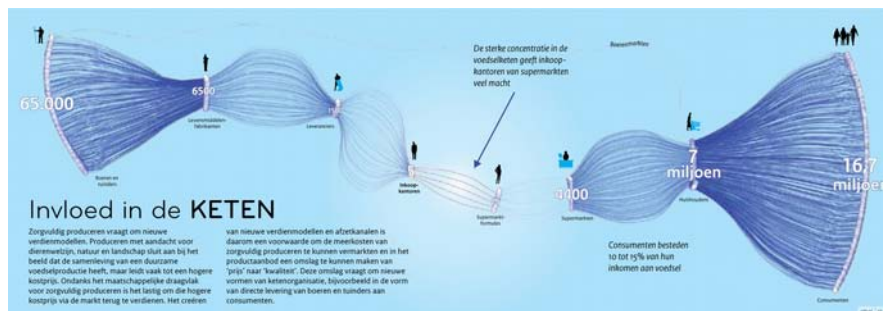 Boerenmarkten
De sterke concentratie in de
voedselketen geeft inkoop-
kantoren van supermarkten
veel macht
65.000
Boeren en
tuinders
6500
Levensmiddelen-
fabrikanten
Leveranciers
Inkoop-
kantoren
Supermarkt-
formules
4400
Supermarkten
7
miljoen
Huishoudens
16,7
miljoen
Consumenten
Consumenten besteden
10 tot 15% van hun
inkomen aan voedsel
Invloed in de KETEN
Zorgvuldig produceren vraagt om nieuwe
verdienmodellen. Produceren met aandacht voor
dierenwelzijn, natuur en landschap sluit aan bij het
beeld dat de samenleving van een duurzame
voedselproductie heeft, maar leidt vaak tot een hogere
kostprijs. Ondanks het maatschappelijke draagvlak
voor zorgvuldig produceren is het lastig om die hogere
kostprijs via de markt terug te verdienen. Het creëren
van nieuwe verdienmodellen en afzetkanalen is
daarom een voorwaarde om de meerkosten van
zorgvuldig produceren te kunnen vermarkten en in het
productaanbod een omslag te kunnen maken van
'prijs' naar 'kwaliteit'. Deze omslag vraagt om nieuwe
vormen van ketenorganisatie, bijvoorbeeld in de vorm
van directe levering van boeren en tuinders aan
consumenten.